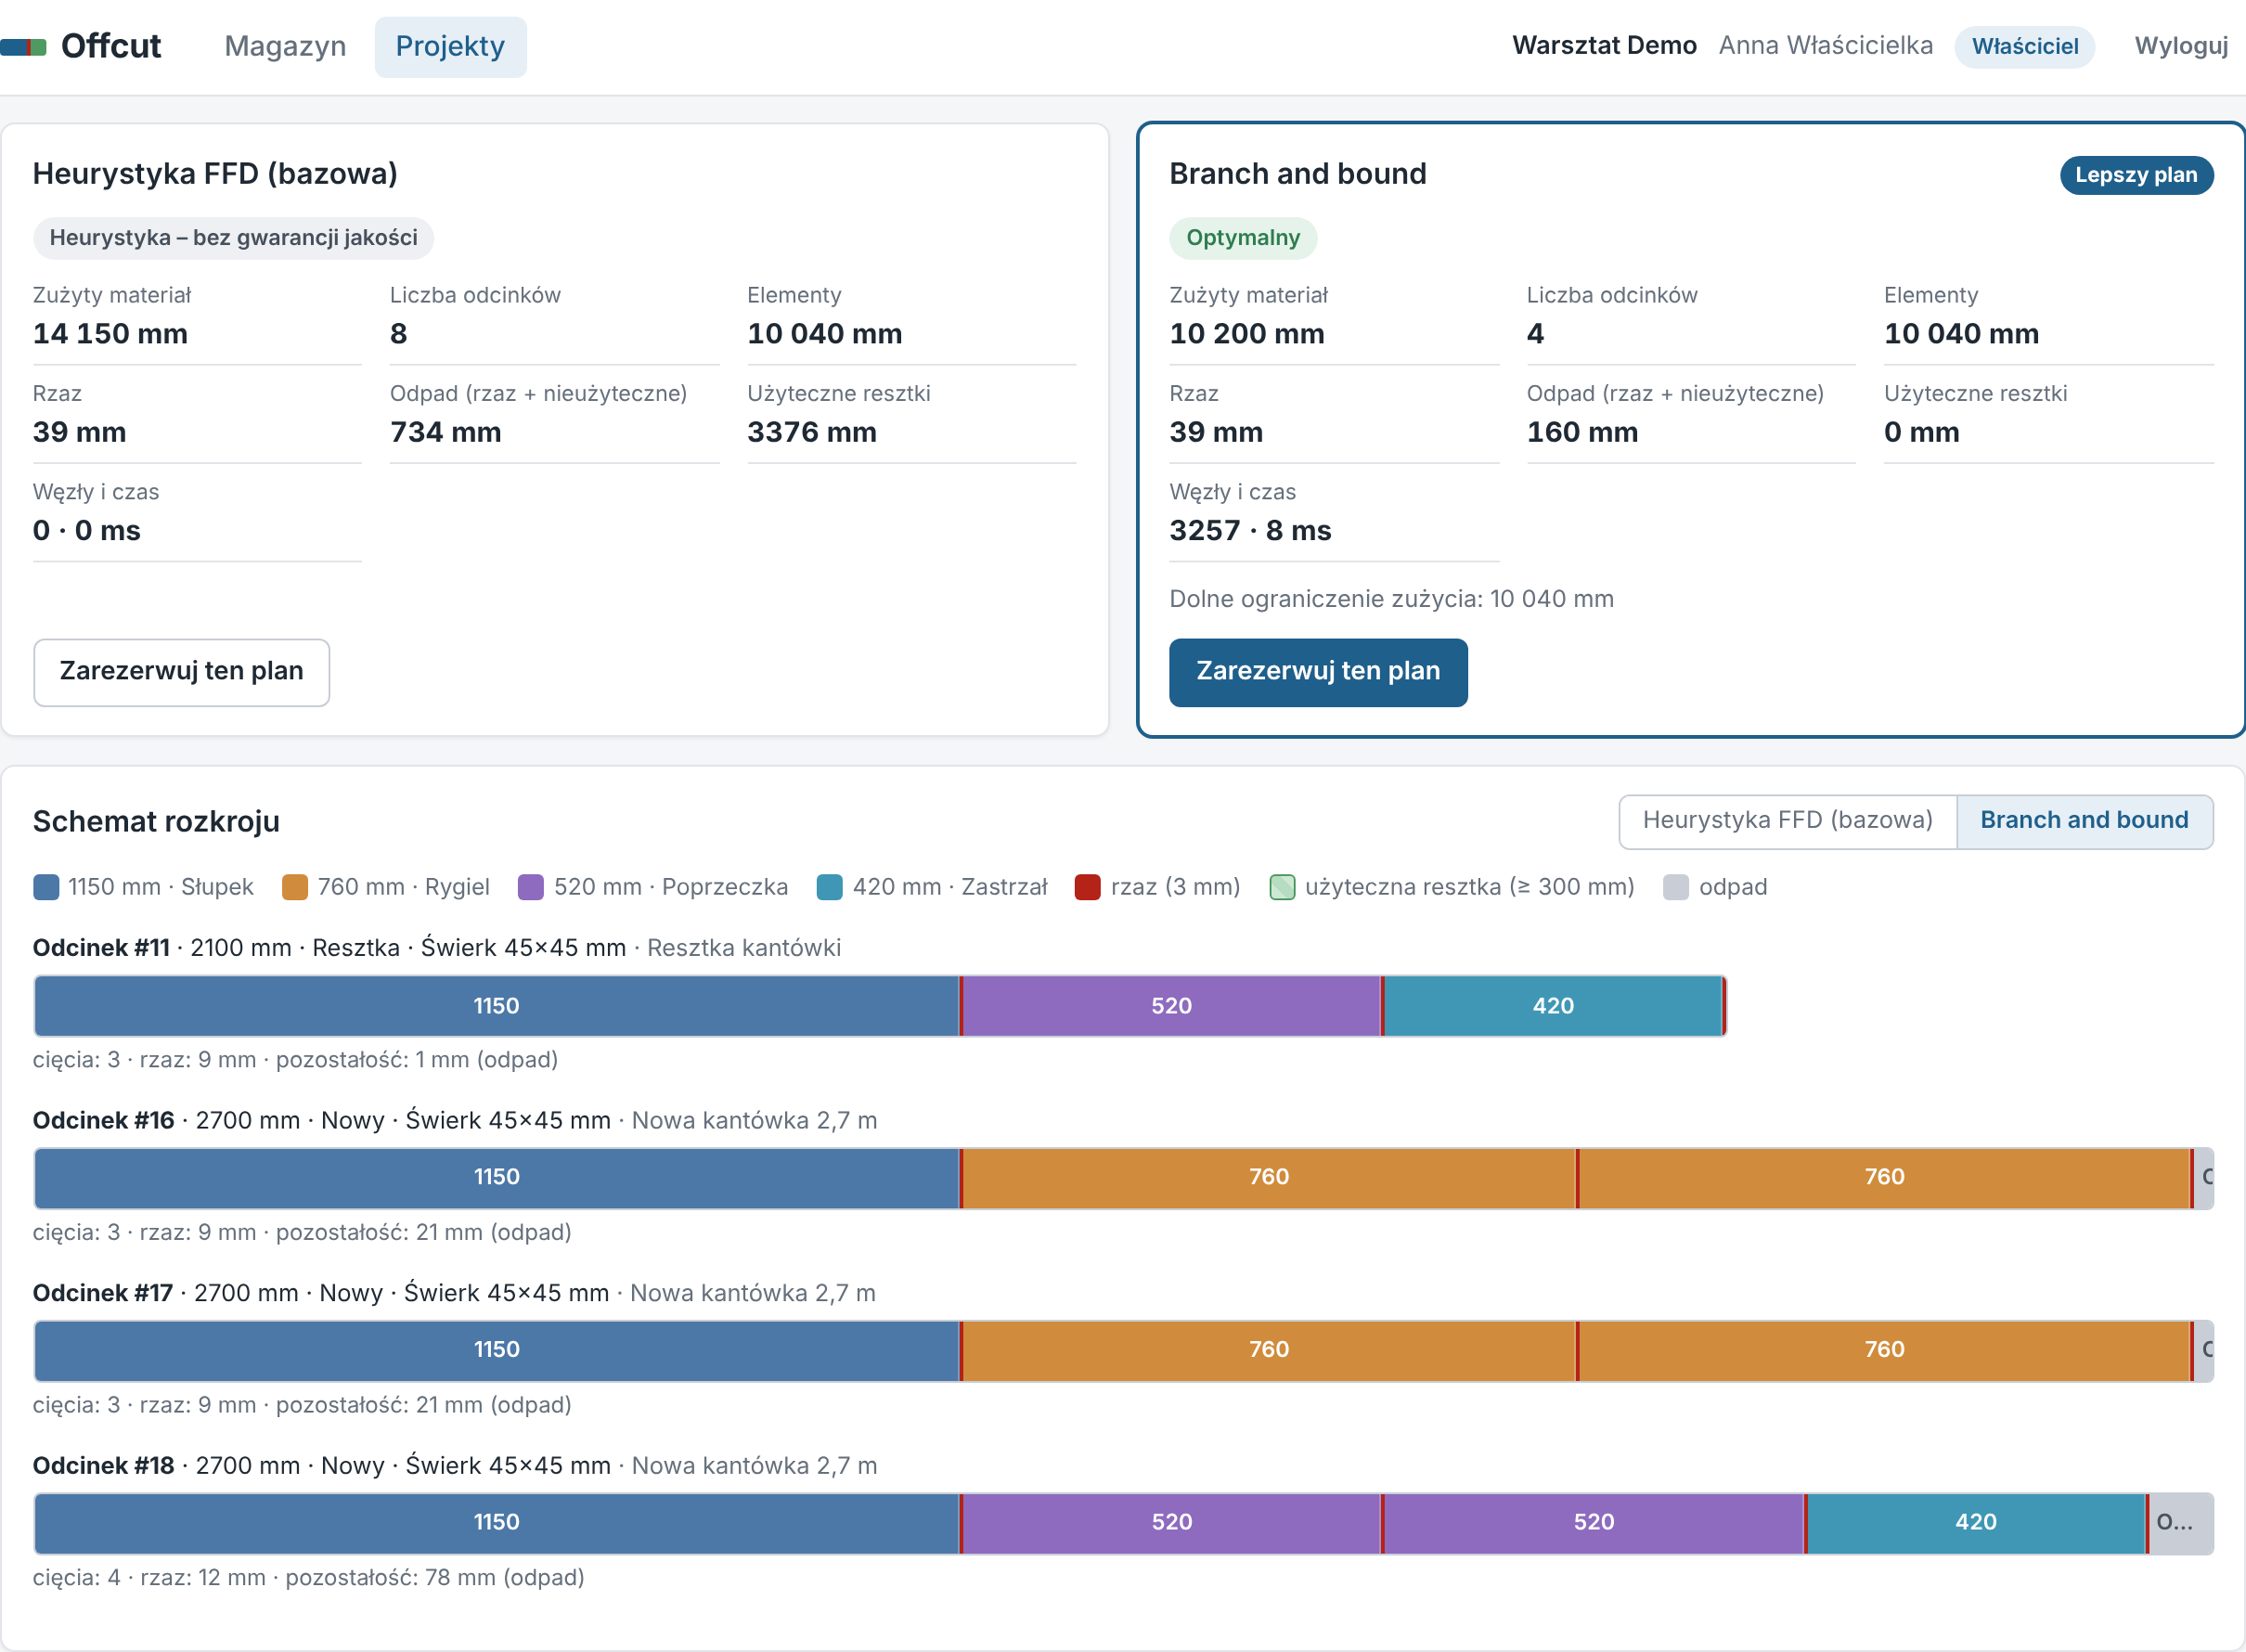 Offcut Magazyn Projekty Warsztat Demo Anna Właścicielka Właściciel Wyloguj
Heurystyka FFD (bazowa)
Heurystyka – bez gwarancji jakości
Zużyty materiał Liczba odcinków Elementy
14 150 mm 8 10 040 mm
Rzaz Odpad (rzaz + nieużyteczne) Użyteczne resztki
39 mm 734 mm 3376 mm
Węzły i czas
0 · 0 ms
Zarezerwuj ten plan
Branch and bound Lepszy plan
Optymalny
Zużyty materiał Liczba odcinków Elementy
10 200 mm 4 10 040 mm
Rzaz Odpad (rzaz + nieużyteczne) Użyteczne resztki
39 mm 160 mm 0 mm
Węzły i czas
3257 · 8 ms
Dolne ograniczenie zużycia: 10 040 mm
Zarezerwuj ten plan
Schemat rozkroju Heurystyka FFD (bazowa) Branch and bound
1150 mm · Słupek 760 mm · Rygiel 520 mm · Poprzeczka 420 mm · Zastrzał rzaz (3 mm) użyteczna resztka (≥ 300 mm) odpad
Odcinek #11 · 2100 mm · Resztka · Świerk 45×45 mm · Resztka kantówki
1150 520 420
cięcia: 3 · rzaz: 9 mm · pozostałość: 1 mm (odpad)
Odcinek #16 · 2700 mm · Nowy · Świerk 45×45 mm · Nowa kantówka 2,7 m
1150 760 760
cięcia: 3 · rzaz: 9 mm · pozostałość: 21 mm (odpad)
Odcinek #17 · 2700 mm · Nowy · Świerk 45×45 mm · Nowa kantówka 2,7 m
1150 760 760
cięcia: 3 · rzaz: 9 mm · pozostałość: 21 mm (odpad)
Odcinek #18 · 2700 mm · Nowy · Świerk 45×45 mm · Nowa kantówka 2,7 m
1150 520 520 420 o...
cięcia: 4 · rzaz: 12 mm · pozostałość: 78 mm (odpad)